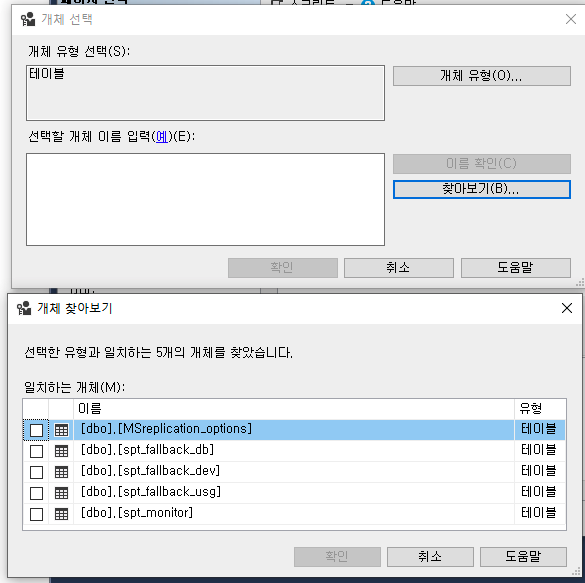 개체 선택
개체 유형 선택(S):
테이블
개체 유형(O)...
선택할 개체 이름 입력(예)(E):
이름 확인(C)
찾아보기(B)...
확인
취소
도움말
개체 찾아보기
선택한 유형과 일치하는 5개의 개체를 찾았습니다.
일치하는 개체(M):
이름 유형
[dbo].[MSreplication_options] 테이블
[dbo].[spt_fallback_db] 테이블
[dbo].[spt_fallback_dev] 테이블
[dbo].[spt_fallback_usg] 테이블
[dbo].[spt_monitor] 테이블
확인
취소
도움말